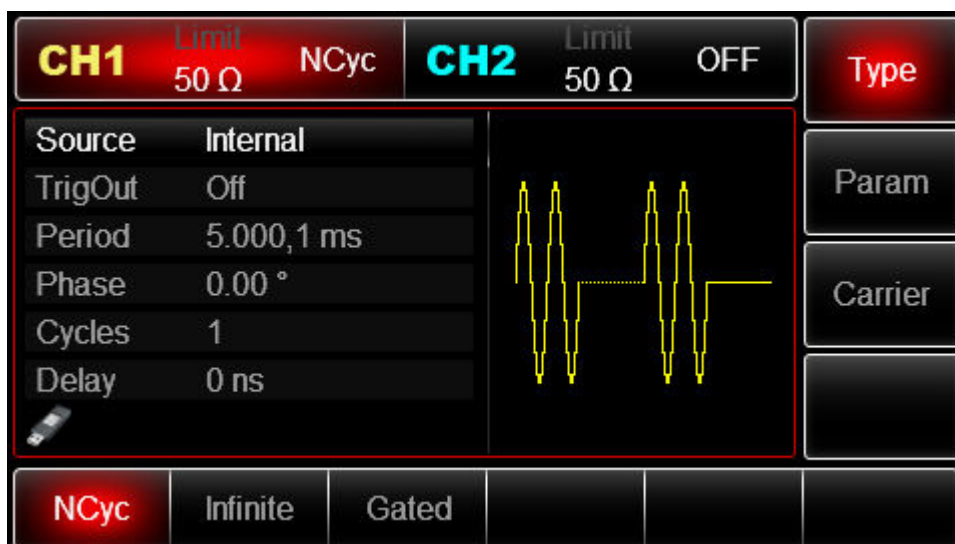 CH1 Limit 50 Ω NCyc CH2 Limit 50 Ω OFF Type
Source Internal
TrigOut Off
Period 5.000,1 ms
Phase 0.00 °
Cycles 1
Delay 0 ns
Param
Carrier
NCyc Infinite Gated